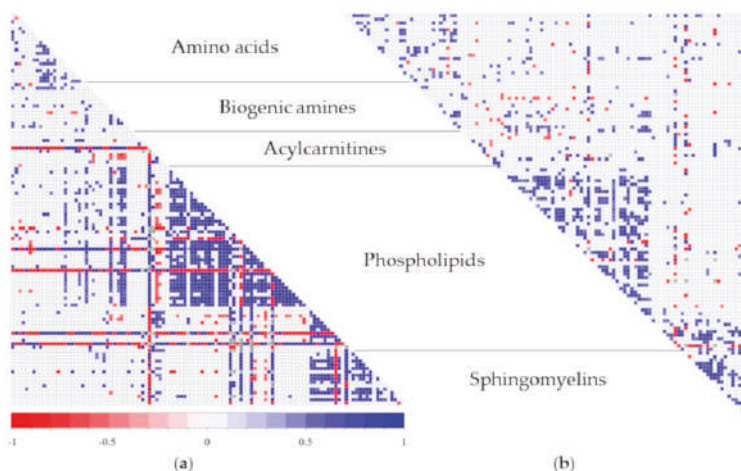 Amino acids
Biogenic amines
Acylcarnitines
Phospholipids
Sphingomyelins
-1 -0.5 0 0.5 1
(a) (b)